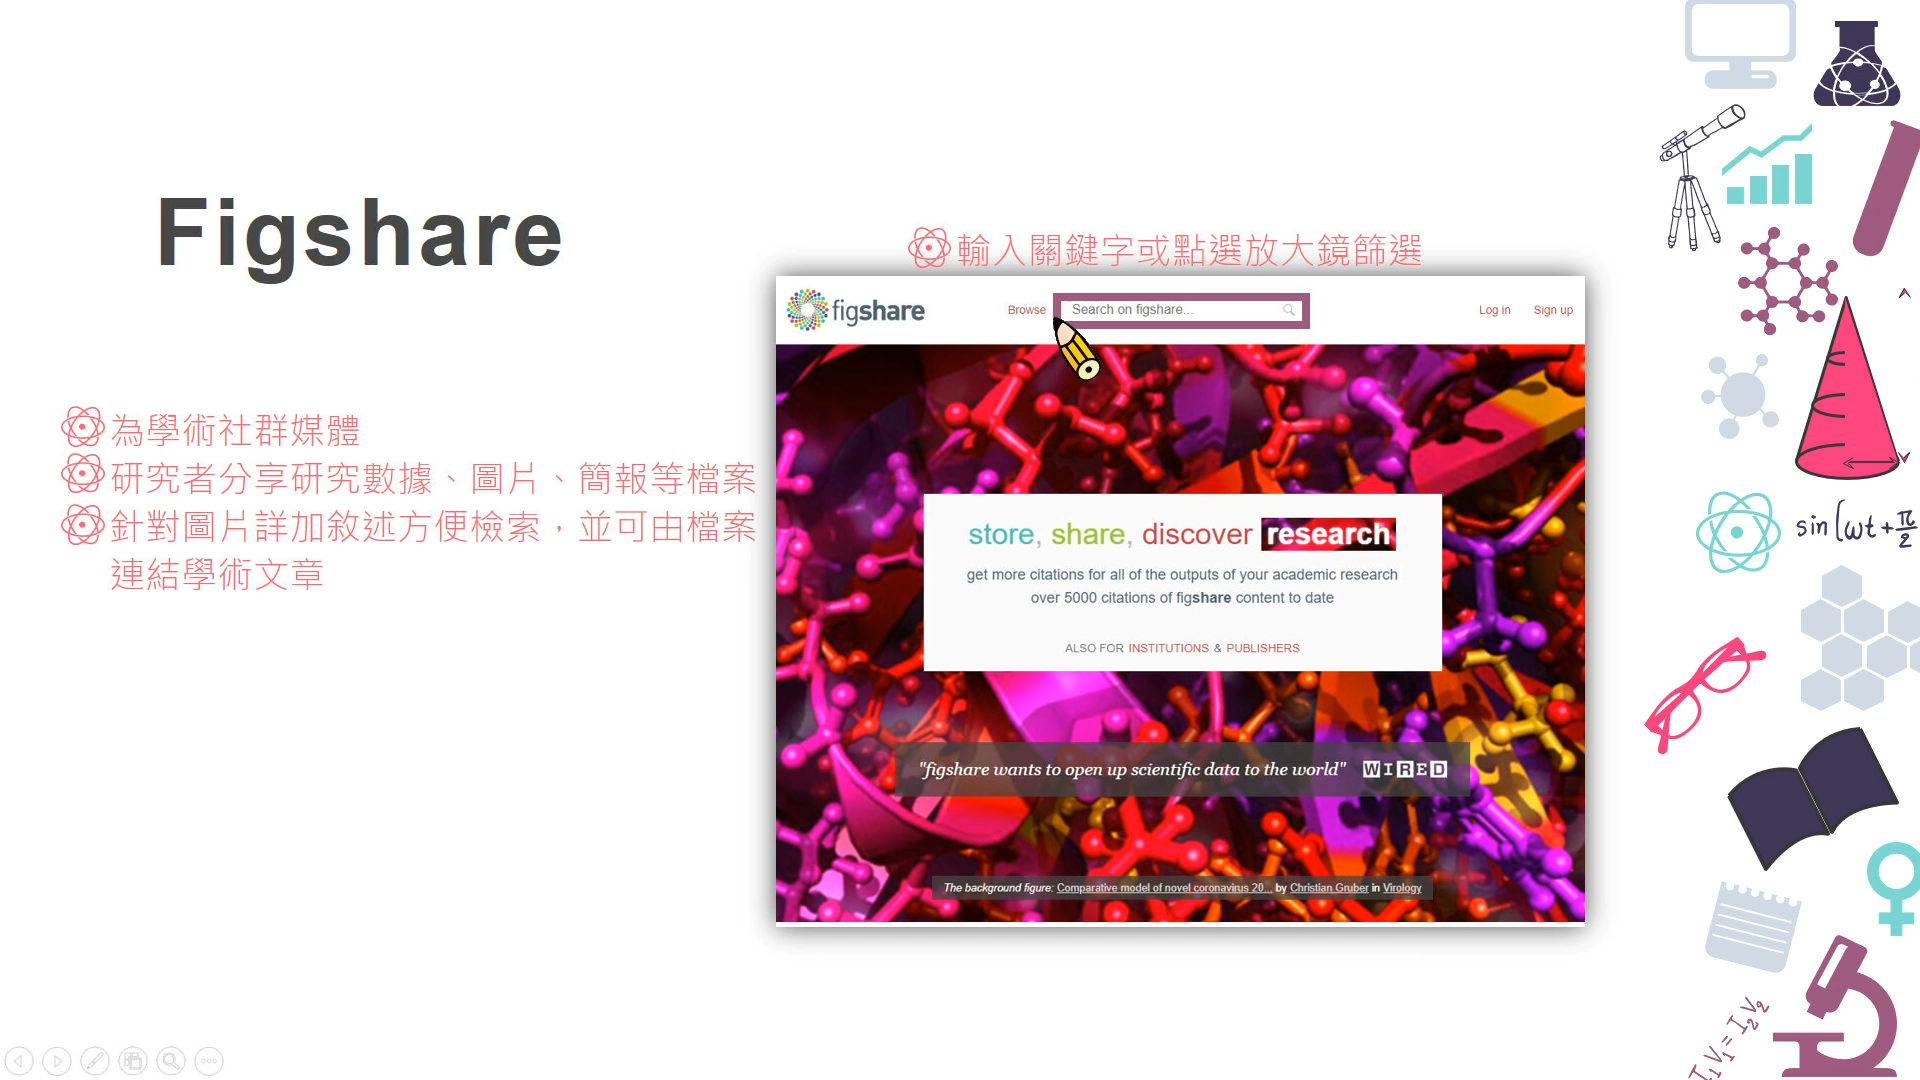 Figshare
為學術社群媒體
研究者分享研究數據、圖片、簡報等檔案
針對圖片詳加敘述方便檢索，並可由檔案
連結學術文章
輸入關鍵字或點選放大鏡篩選
figshare
Browse
Search on figshare...
Log in
Sign up
store, share, discover research
get more citations for all of the outputs of your academic research
over 5000 citations of figshare content to date
ALSO FOR INSTITUTIONS & PUBLISHERS
"figshare wants to open up scientific data to the world" WIRED
The background figure: Comparative model of novel coronavirus 20... by Christian Gruber in Virology
sin(ωt+π/2
I₁V₁=I₂V₂